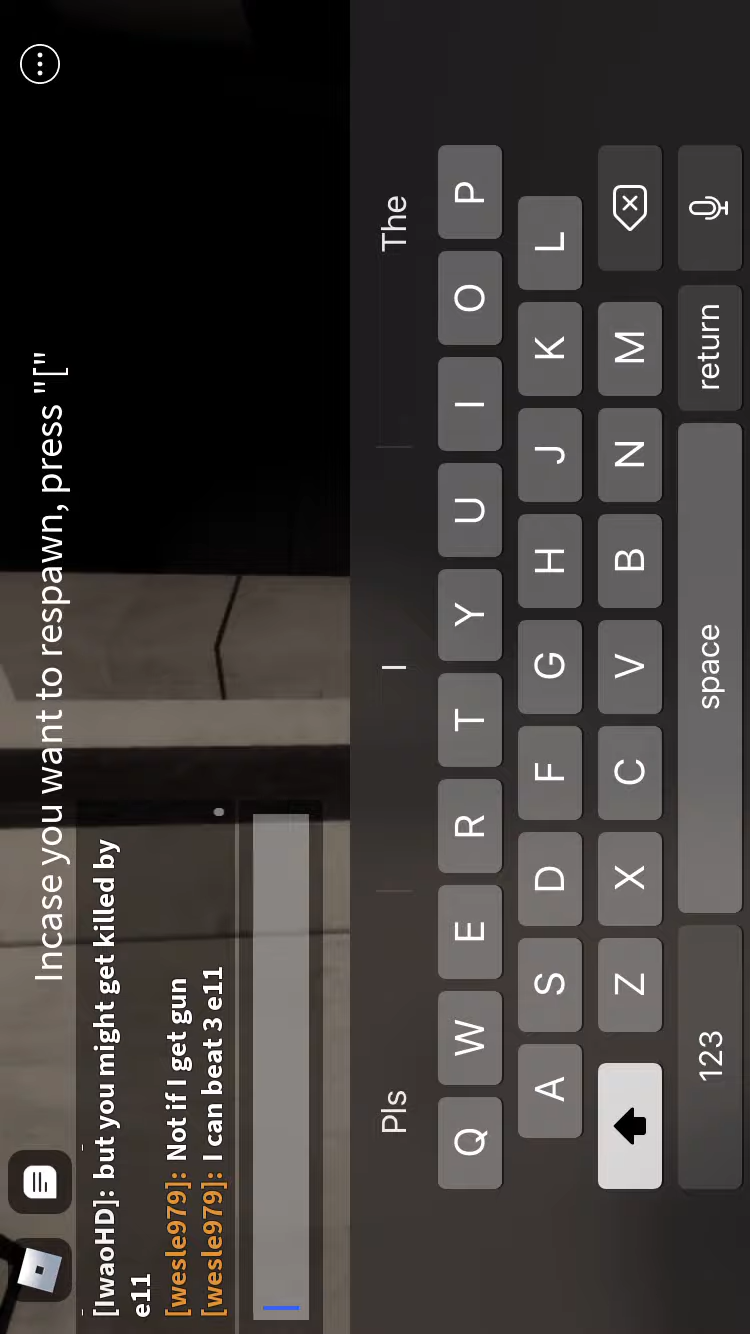 Incase you want to respawn, press "["
[IwaoHD]: but you might get killed by
e11
[wesle979]: Not if I get gun
[wesle979]: I can beat 3 e11
Pls I The
Q W E R T Y U I O P
A S D F G H J K L
Z X C V B N M
123 space return